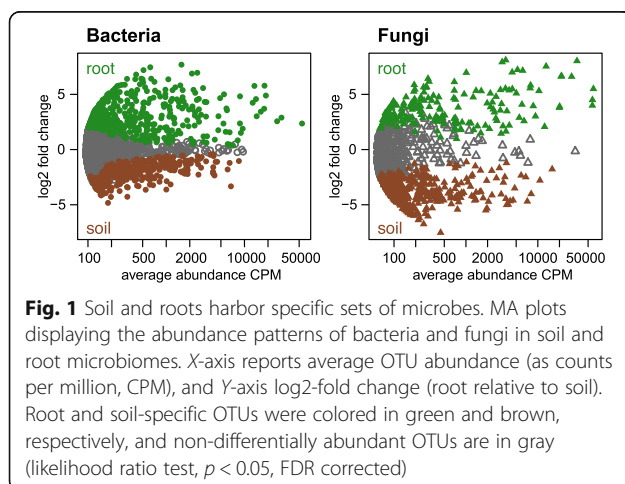 Bacteria
Fungi
root
root
5
0
−5
5
0
−5
log2 fold change
log2 fold change
soil
soil
100 500 2000 10000 50000
100 500 2000 10000 50000
average abundance CPM
average abundance CPM
Fig. 1 Soil and roots harbor specific sets of microbes. MA plots
displaying the abundance patterns of bacteria and fungi in soil and
root microbiomes. X-axis reports average OTU abundance (as counts
per million, CPM), and Y-axis log2-fold change (root relative to soil).
Root and soil-specific OTUs were colored in green and brown,
respectively, and non-differentially abundant OTUs are in gray
(likelihood ratio test, p < 0.05, FDR corrected)